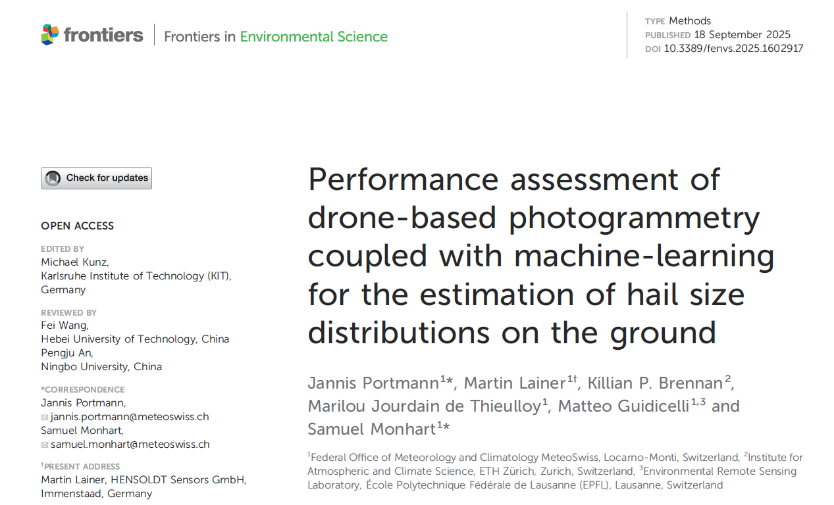 frontiers | Frontiers in Environmental Science
TYPE Methods
PUBLISHED 18 September 2025
DOI 10.3389/fenvs.2025.1602917
Check for updates
OPEN ACCESS
EDITED BY
Michael Kunz,
Karlsruhe Institute of Technology (KIT),
Germany
REVIEWED BY
Fei Wang,
Hebei University of Technology, China
Pengju An,
Ningbo University, China
*CORRESPONDENCE
Jannis Portmann,
jannis.portmann@meteoswiss.ch
Samuel Monhart,
samuel.monhart@meteoswiss.ch
†PRESENT ADDRESS
Martin Lainer, HENSOLDT Sensors GmbH,
Immenstaad, Germany
Performance assessment of
drone-based photogrammetry
coupled with machine-learning
for the estimation of hail size
distributions on the ground
Jannis Portmann1*, Martin Lainer1†, Killian P. Brennan2,
Marilou Jourdain de Thieulloy1, Matteo Guidicelli1,3 and
Samuel Monhart1*
1Federal Office of Meteorology and Climatology MeteoSwiss, Locarno-Monti, Switzerland, 2Institute for
Atmospheric and Climate Science, ETH Zürich, Zurich, Switzerland, 3Environmental Remote Sensing
Laboratory, École Polytechnique Fédérale de Lausanne (EPFL), Lausanne, Switzerland